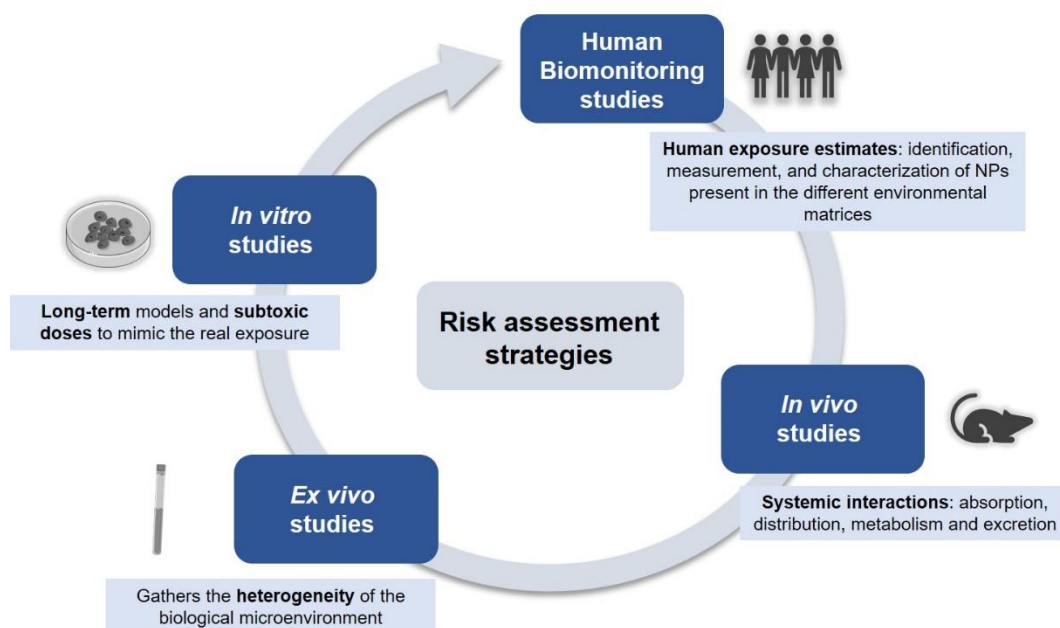 Human
Biomonitoring
studies
Human exposure estimates: identification,
measurement, and characterization of NPs
present in the different environmental
matrices
In vitro
studies
Long-term models and subtoxic
doses to mimic the real exposure
Risk assessment
strategies
In vivo
studies
Systemic interactions: absorption,
distribution, metabolism and excretion
Ex vivo
studies
Gathers the heterogeneity of the
biological microenvironment